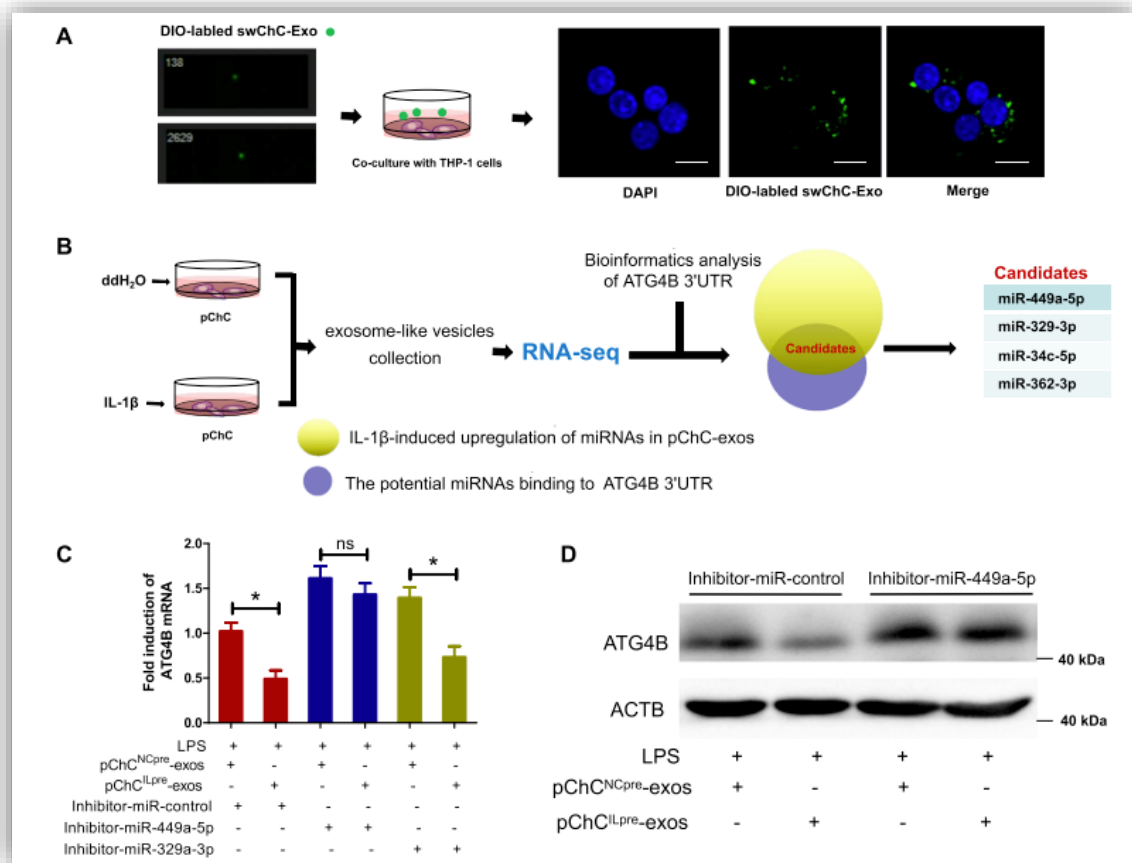 A
DIO-labled swChC-Exo
138
2629
Co-culture with THP-1 cells
DAPI
DIO-labled swChC-Exo
Merge
B
ddH₂O
pChC
IL-1β
pChC
exosome-like vesicles
collection
RNA-seq
Bioinformatics analysis
of ATG4B 3'UTR
Candidates
Candidates
miR-449a-5p
miR-329-3p
miR-34c-5p
miR-362-3p
IL-1β-induced upregulation of miRNAs in pChC-exos
The potential miRNAs binding to ATG4B 3'UTR
C
Fold induction of
ATG4B mRNA
2.0
1.5
1.0
0.5
0.0
* ns *
LPS + + + + + +
pChCᴺᶜᵖʳᵉ-exos + - + - + -
pChCᴵᴸᵖʳᵉ-exos - + - + - +
Inhibitor-miR-control + + - - - -
Inhibitor-miR-449a-5p - - + + - -
Inhibitor-miR-329a-3p - - - - + +
D
Inhibitor-miR-control Inhibitor-miR-449a-5p
ATG4B
40 kDa
ACTB
40 kDa
LPS + + + +
pChCᴺᶜᵖʳᵉ-exos + - + -
pChCᴵᴸᵖʳᵉ-exos - + - +